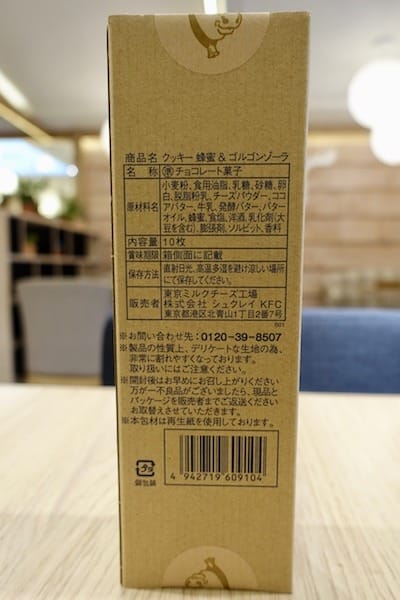 商品名 クッキー 蜂蜜＆ゴルゴンゾーラ
名 称 ㊟チョコレート菓子
原材料名 小麦粉、食用油脂、乳糖、砂糖、卵
白、脱脂粉乳、チーズパウダー、ココ
アバター、牛乳、発酵バター、バター
オイル、蜂蜜、食塩、洋酒、乳化剤(大
豆を含む)、膨張剤、ソルビット、香料
内容量 10枚
賞味期限 箱側面に記載
保存方法 直射日光、高温多湿を避け涼しい場所
にて保存してください。
販売者 東京ミルクチーズ工場
株式会社 シュクレイ KFC
東京都港区北青山1丁目2番7号
S01
※お問い合わせ先：0120-39-8507
※製品の性質上、デリケートな生地の為、
非常に割れやすくなっております。
取り扱いにはご注意ください。
※開封後はお早めにお召し上がりください
万が一不良品がございましたら、現品と
パッケージを販売者までご返送ください
お取替えさせていただきます。
※本包材は再生紙を使用しております。
個包装
4 942719 609104